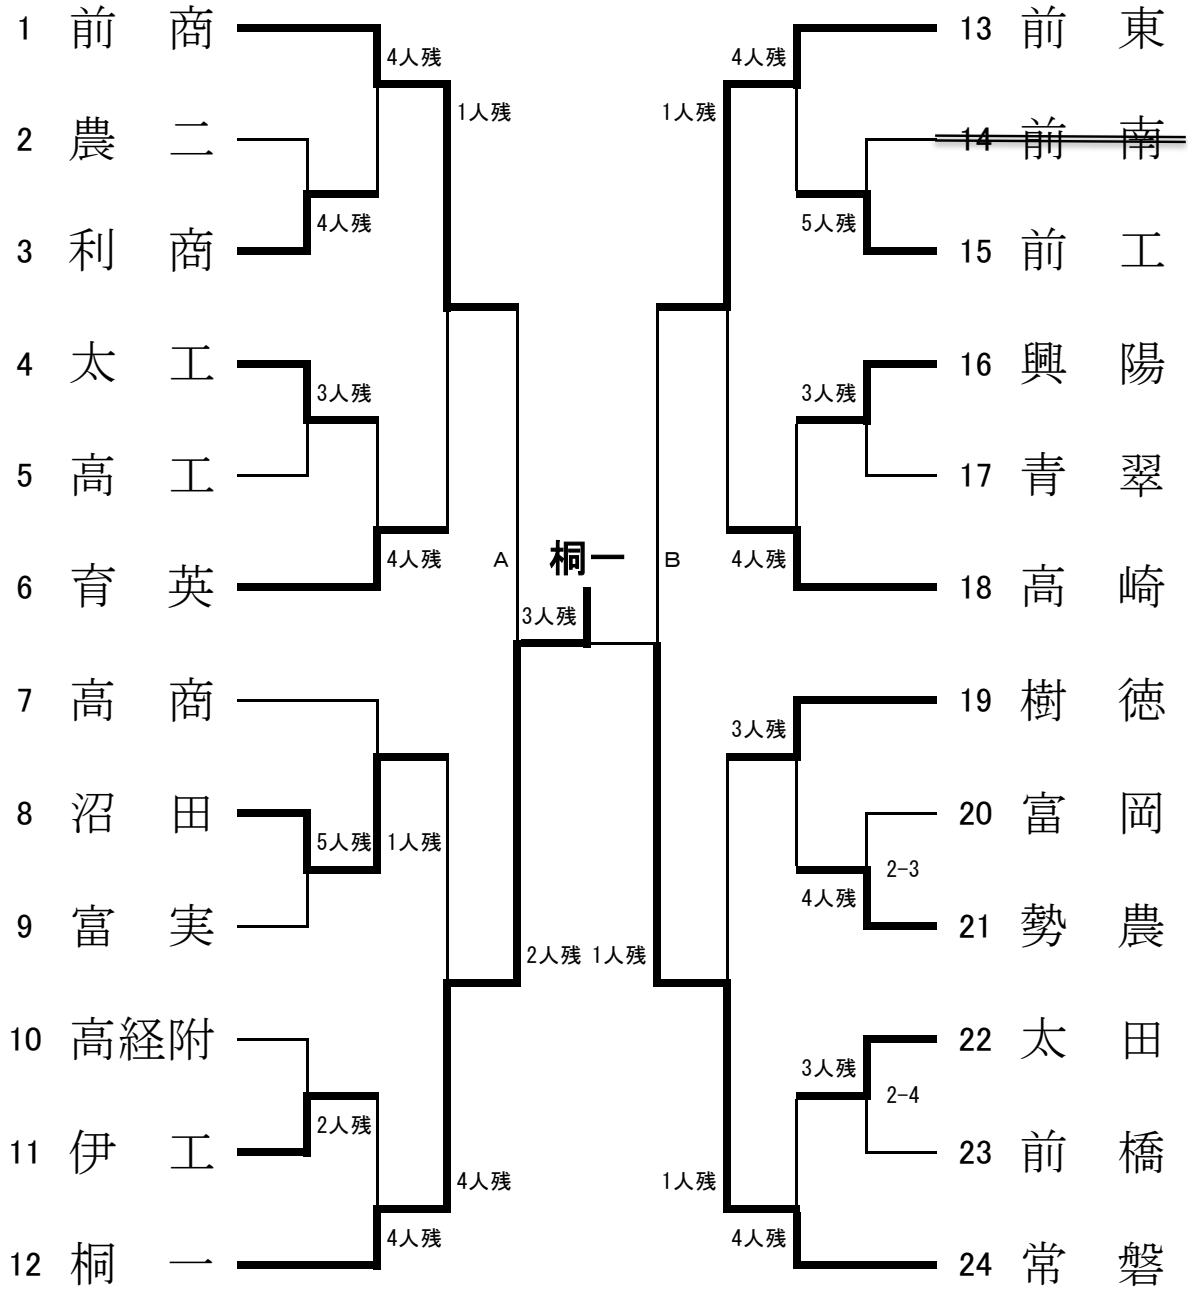 1 前 商
4人残
1人残
2 農 二
4人残
3 利 商
4 太 工
3人残
5 高 工
4人残
6 育 英
7 高 商
8 沼 田
5人残
1人残
9 富 実
10 高経附
2人残
11 伊 工
4人残
4人残
12 桐 一
A
桐一
B
3人残
2人残
1人残
13 前 東
4人残
1人残
14 前 南
5人残
15 前 工
16 興 陽
3人残
17 青 翠
4人残
18 高 崎
19 樹 徳
3人残
20 富 岡
2-3
4人残
21 勢 農
22 太 田
3人残
2-4
23 前 橋
1人残
4人残
24 常 磐